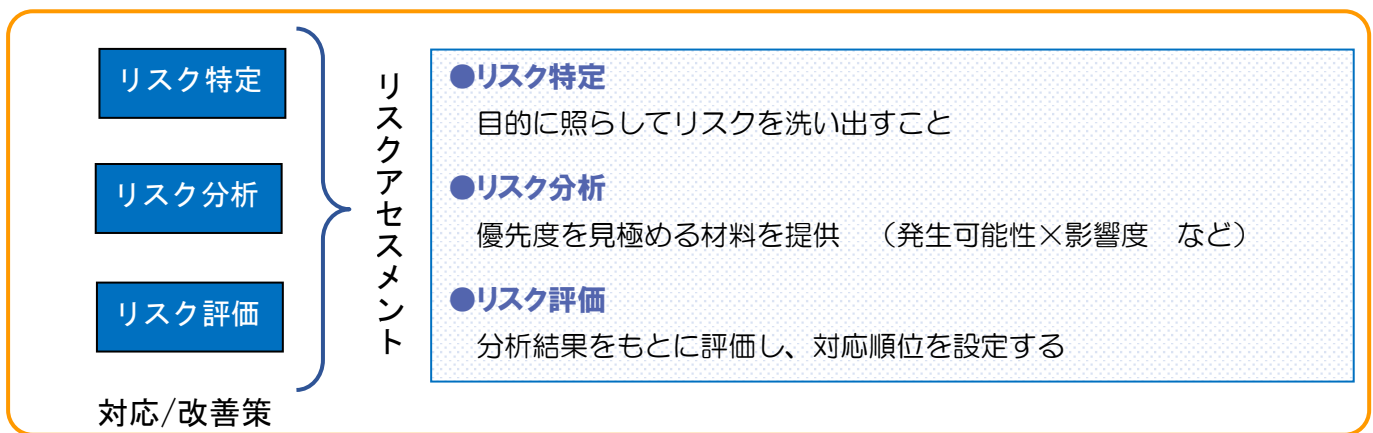 リスク特定
リスク分析
リスク評価
対応/改善策
リスクアセスメント
●リスク特定
目的に照らしてリスクを洗い出すこと
●リスク分析
優先度を見極める材料を提供　（発生可能性×影響度　など）
●リスク評価
分析結果をもとに評価し、対応順位を設定する